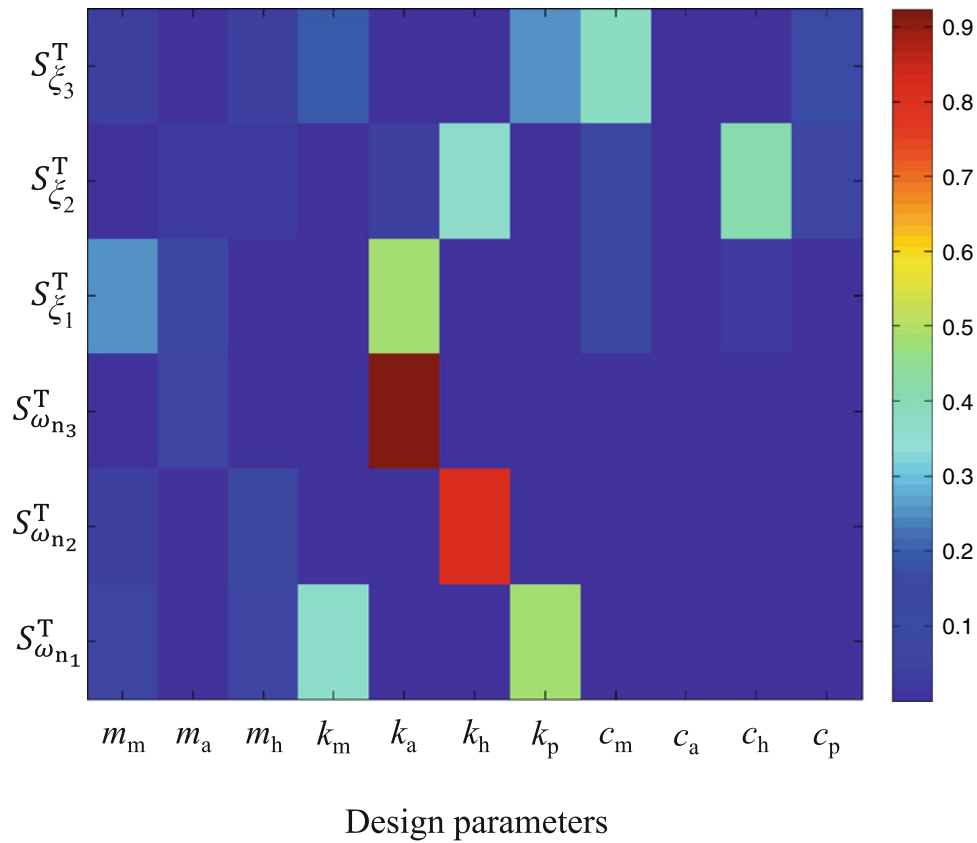 S^T_ξ3
S^T_ξ2
S^T_ξ1
S^T_ωn3
S^T_ωn2
S^T_ωn1
0.9
0.8
0.7
0.6
0.5
0.4
0.3
0.2
0.1
m_m m_a m_h k_m k_a k_h k_p c_m c_a c_h c_p
Design parameters